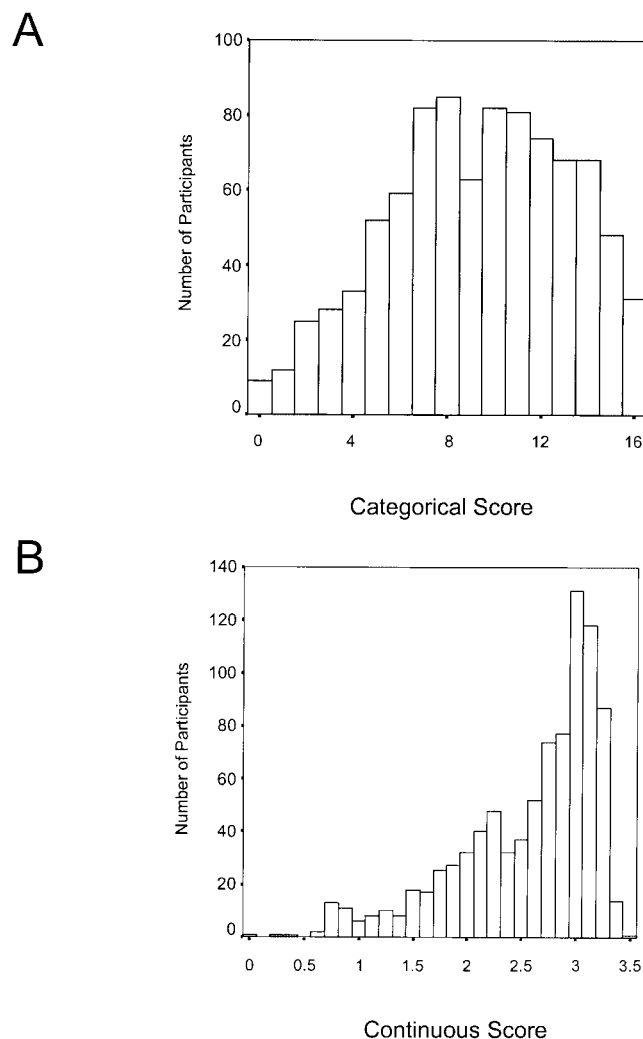 A
100
80
60
40
20
0
Number of Participants
0 4 8 12 16
Categorical Score
B
140
120
100
80
60
40
20
0
Number of Participants
0 0.5 1 1.5 2 2.5 3 3.5
Continuous Score